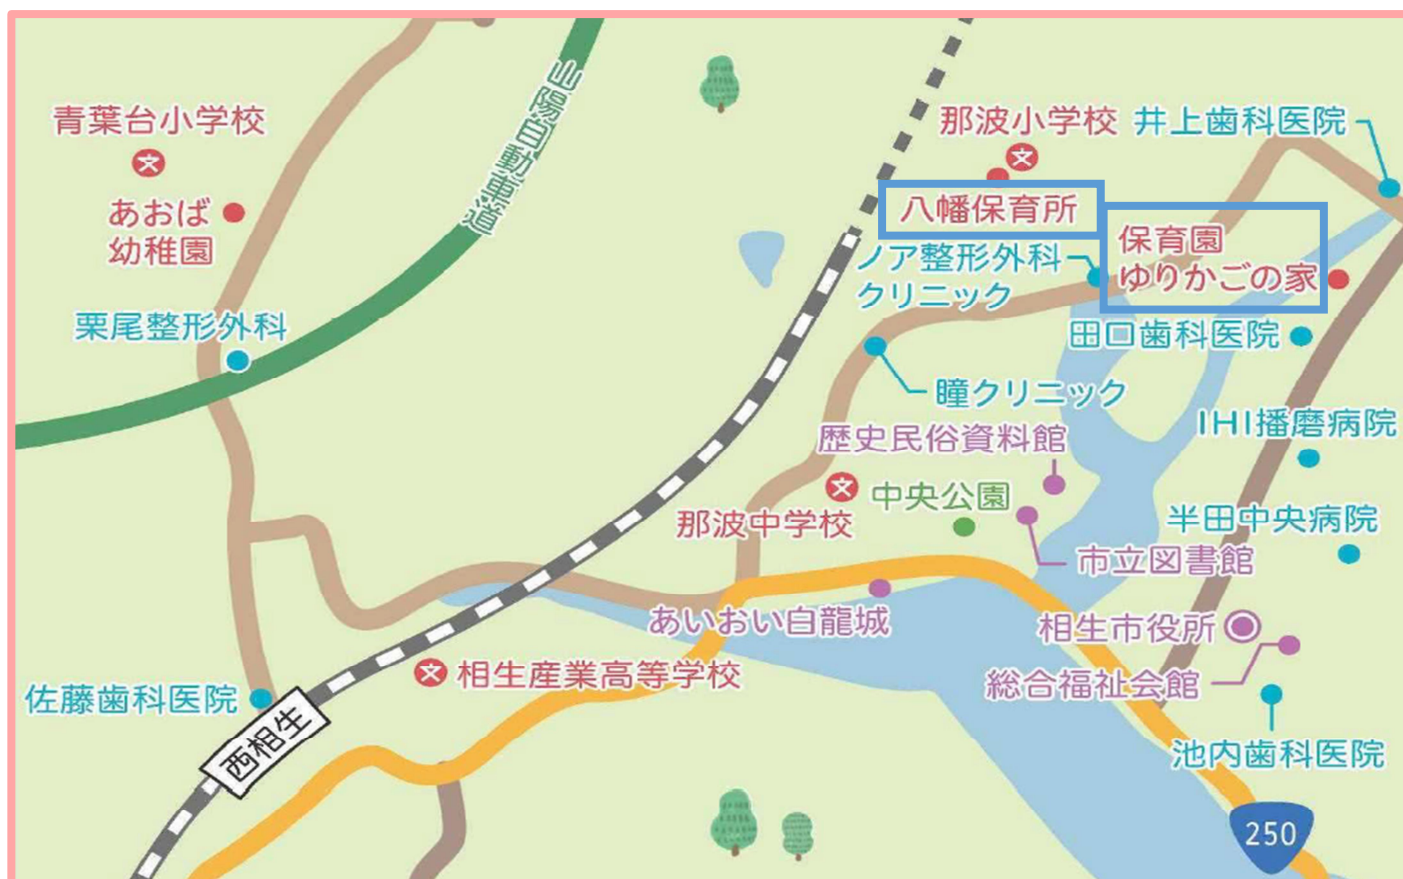 山陽自動車道
青葉台小学校
あおば
幼稚園
栗尾整形外科
那波小学校
井上歯科医院
八幡保育所
保育園
ゆりかごの家
ノア整形外科
クリニック
田口歯科医院
瞳クリニック
IHI播磨病院
歴史民俗資料館
中央公園
那波中学校
半田中央病院
市立図書館
あいおい白龍城
相生市役所
総合福祉会館
相生産業高等学校
佐藤歯科医院
西相生
池内歯科医院
250